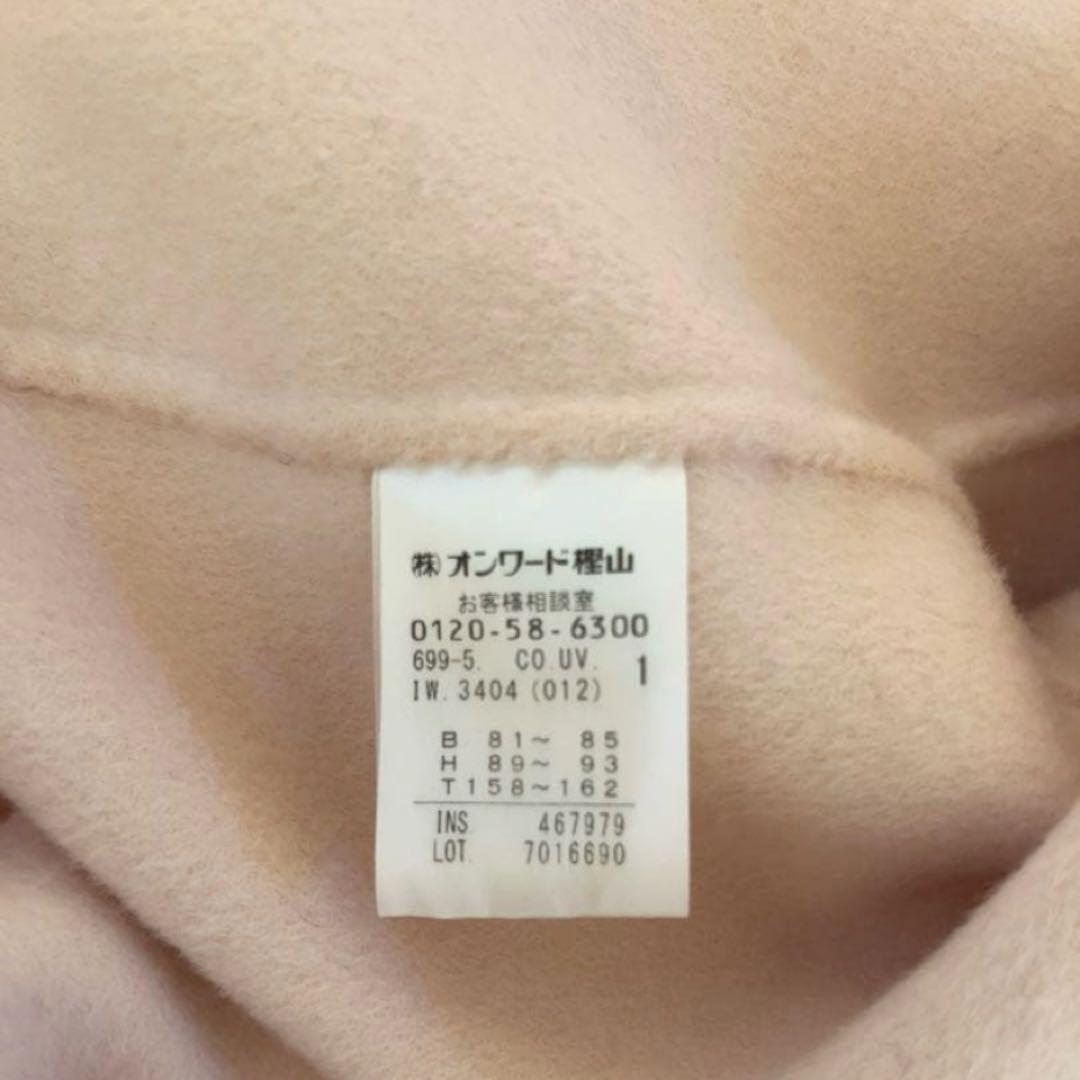 ㈱オンワード樫山
お客様相談室
0120-58-6300
699-5. CO.UV. 1
IW.3404 (012)
B 81~ 85
H 89~ 93
T158~162
INS. 467979
LOT. 7016690